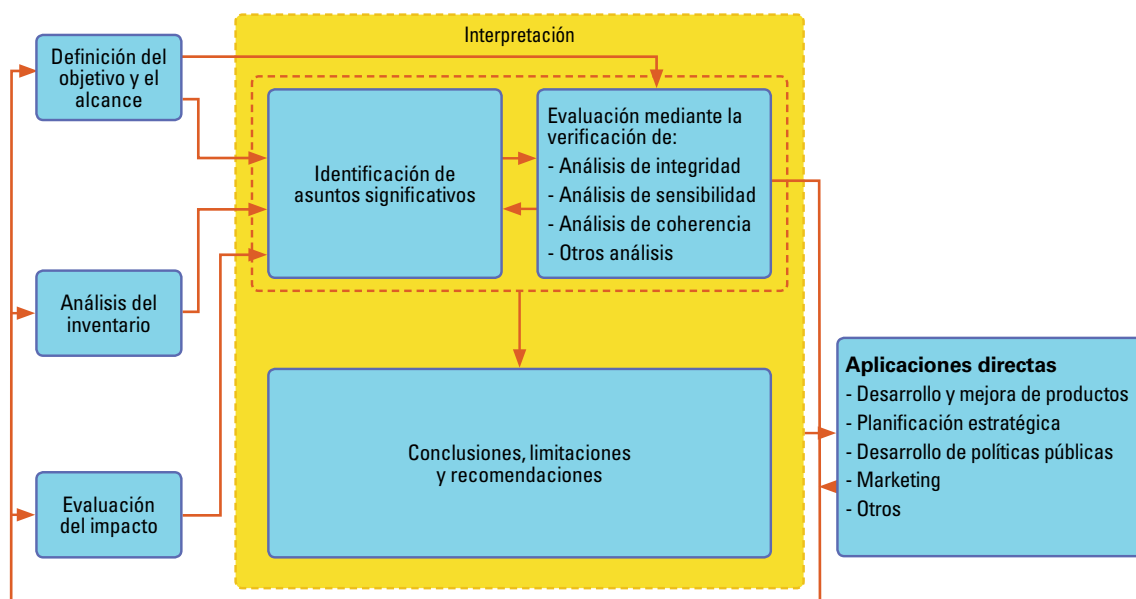 Interpretación
Definición del
objetivo y el
alcance
Identificación de
asuntos significativos
Evaluación mediante la
verificación de:
- Análisis de integridad
- Análisis de sensibilidad
- Análisis de coherencia
- Otros análisis
Análisis del
inventario
Aplicaciones directas
- Desarrollo y mejora de productos
- Planificación estratégica
- Desarrollo de políticas públicas
- Marketing
- Otros
Conclusiones, limitaciones
y recomendaciones
Evaluación
del impacto